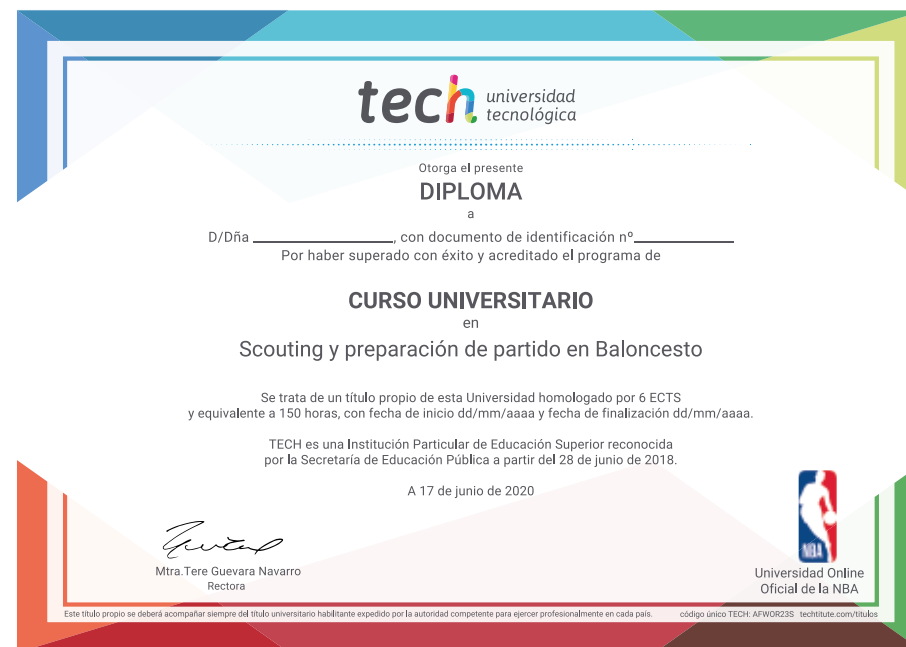 tech universidad
tecnológica
Otorga el presente
DIPLOMA
a
D/Dña ____________, con documento de identificación nº____________
Por haber superado con éxito y acreditado el programa de
CURSO UNIVERSITARIO
en
Scouting y preparación de partido en Baloncesto
Se trata de un título propio de esta Universidad homologado por 6 ECTS
y equivalente a 150 horas, con fecha de inicio dd/mm/aaaa y fecha de finalización dd/mm/aaaa.
TECH es una Institución Particular de Educación Superior reconocida
por la Secretaría de Educación Pública a partir del 28 de junio de 2018.
A 17 de junio de 2020
Mtra.Tere Guevara Navarro
Rectora
NBA
Universidad Online
Oficial de la NBA
Este título propio se deberá acompañar siempre del título universitario habilitante expedido por la autoridad competente para ejercer profesionalmente en cada país. código único TECH: AFWOR23S techtitute.com/titulos